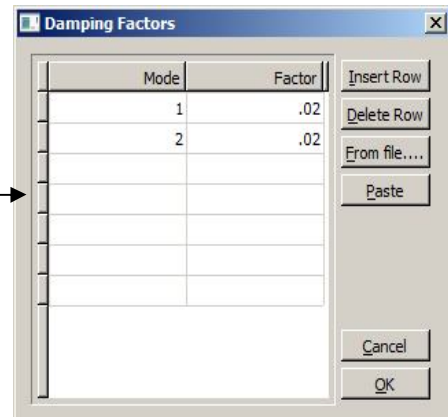 Damping Factors
Mode Factor
1 .02
2 .02
Insert Row
Delete Row
From file....
Paste
Cancel
OK